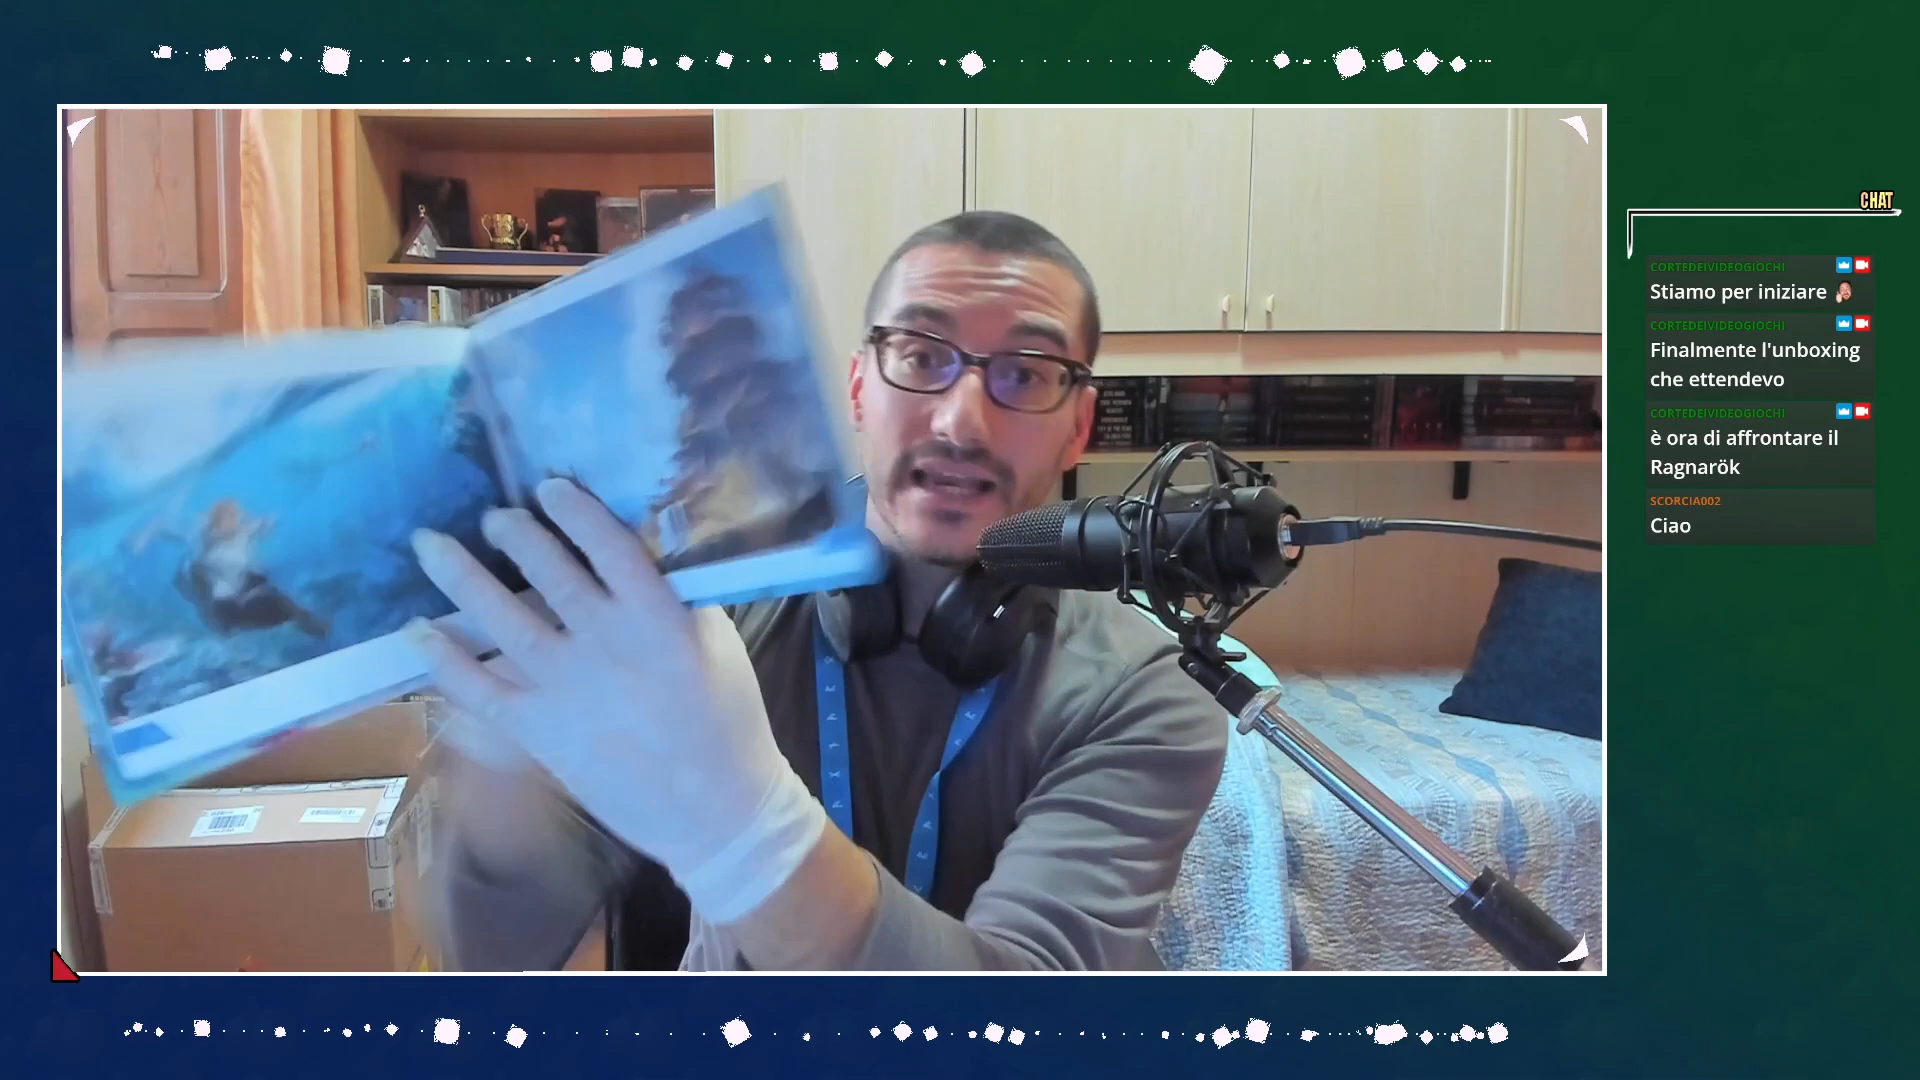 CHAT
CORTEDEIVIDEOGIOCHI
Stiamo per iniziare
CORTEDEIVIDEOGIOCHI
Finalmente l'unboxing
che ettendevo
CORTEDEIVIDEOGIOCHI
è ora di affrontare il
Ragnarök
SCORCIA002
Ciao